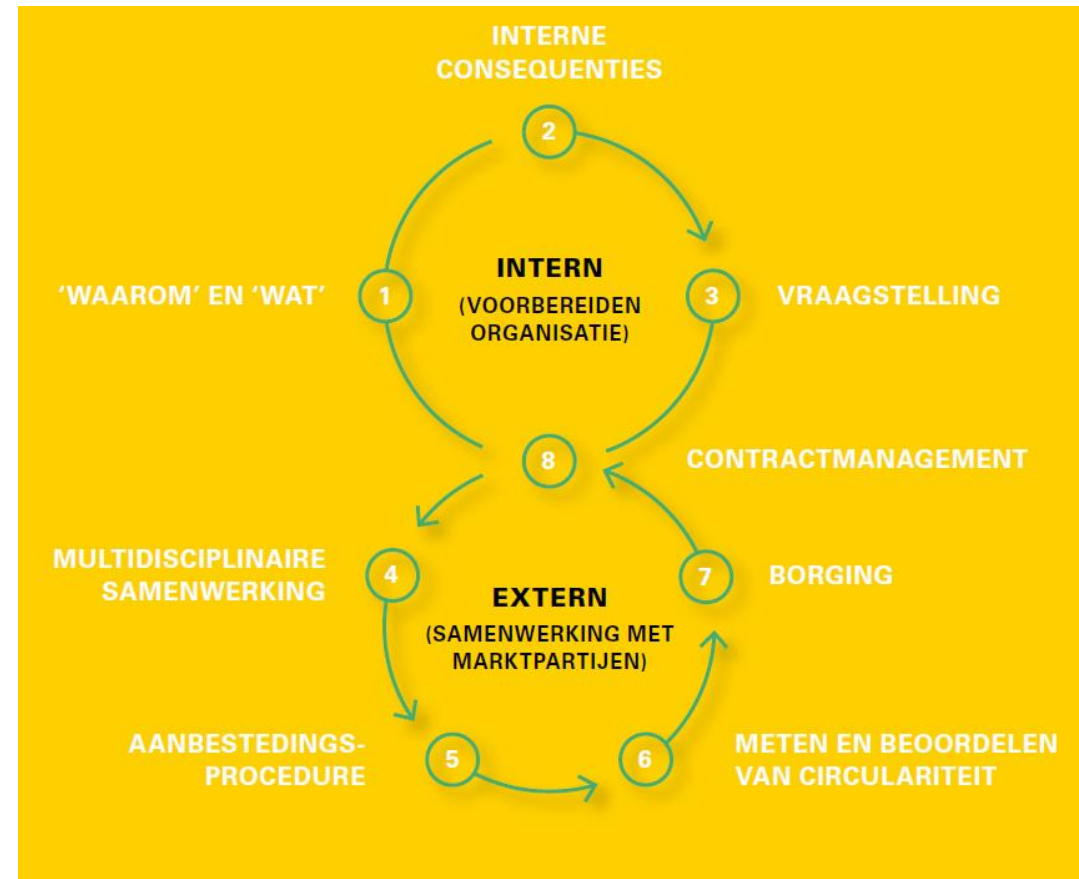 INTERNE
CONSEQUENTIES
2
INTERN
(VOORBEREIDEN
ORGANISATIE)
'WAAROM' EN 'WAT'
1
3
VRAAGSTELLING
8
CONTRACTMANAGEMENT
MULTIDISCIPLINAIRE
SAMENWERKING
4
EXTERN
(SAMENWERKING MET
MARKTPARTIJEN)
7
BORGING
AANBESTEDINGS-
PROCEDURE
5
6
METEN EN BEOORDELEN
VAN CIRCULARITEIT